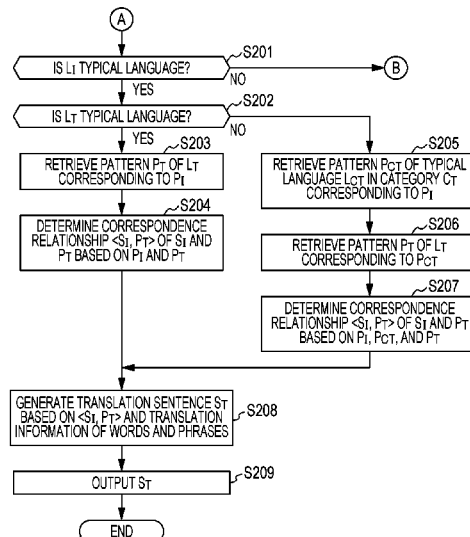 A
S201
IS LI TYPICAL LANGUAGE?
NO
B
YES
S202
IS LT TYPICAL LANGUAGE?
YES
NO
S203
RETRIEVE PATTERN PT OF LT
CORRESPONDING TO PI
S204
DETERMINE CORRESPONDENCE
RELATIONSHIP <SI, PT> OF SI AND
PT BASED ON PI AND PT
S205
RETRIEVE PATTERN PCT OF TYPICAL
LANGUAGE LCT IN CATEGORY CT
CORRESPONDING TO PI
S206
RETRIEVE PATTERN PT OF LT
CORRESPONDING TO PCT
S207
DETERMINE CORRESPONDENCE
RELATIONSHIP <SI, PT> OF SI AND PT
BASED ON PI, PCT, AND PT
GENERATE TRANSLATION SENTENCE ST
BASED ON <SI, PT> AND TRANSLATION
INFORMATION OF WORDS AND PHRASES
S208
OUTPUT ST
S209
END